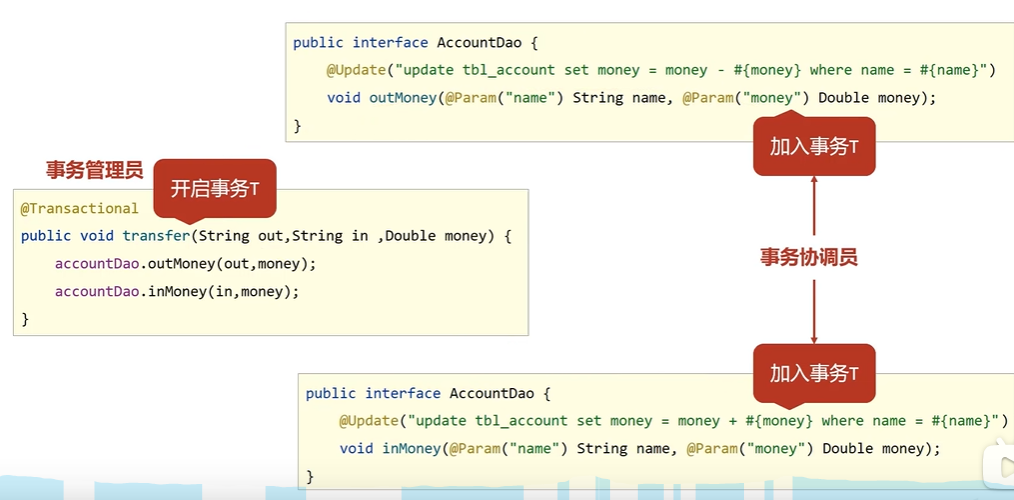 public interface AccountDao {
@Update("update tbl_account set money = money - #{money} where name = #{name}")
void outMoney(@Param("name") String name, @Param("money") Double money);
}
加入事务T
事务管理员
开启事务T
@Transactional
public void transfer(String out,String in ,Double money) {
accountDao.outMoney(out,money);
accountDao.inMoney(in,money);
}
事务协调员
加入事务T
public interface AccountDao {
@Update("update tbl_account set money = money + #{money} where name = #{name}")
void inMoney(@Param("name") String name, @Param("money") Double money);
}